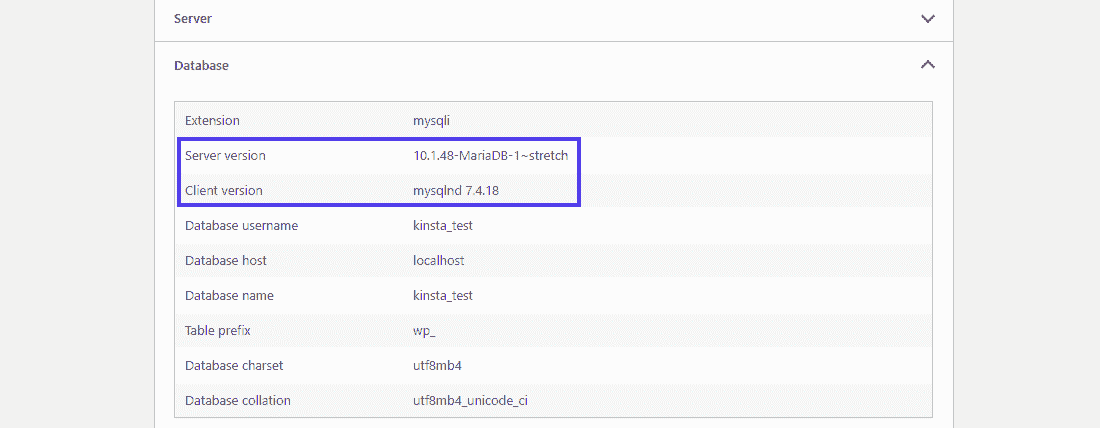 Server
Database
Extension mysqli
Server version 10.1.48-MariaDB-1~stretch
Client version mysqlnd 7.4.18
Database username kinsta_test
Database host localhost
Database name kinsta_test
Table prefix wp_
Database charset utf8mb4
Database collation utf8mb4_unicode_ci